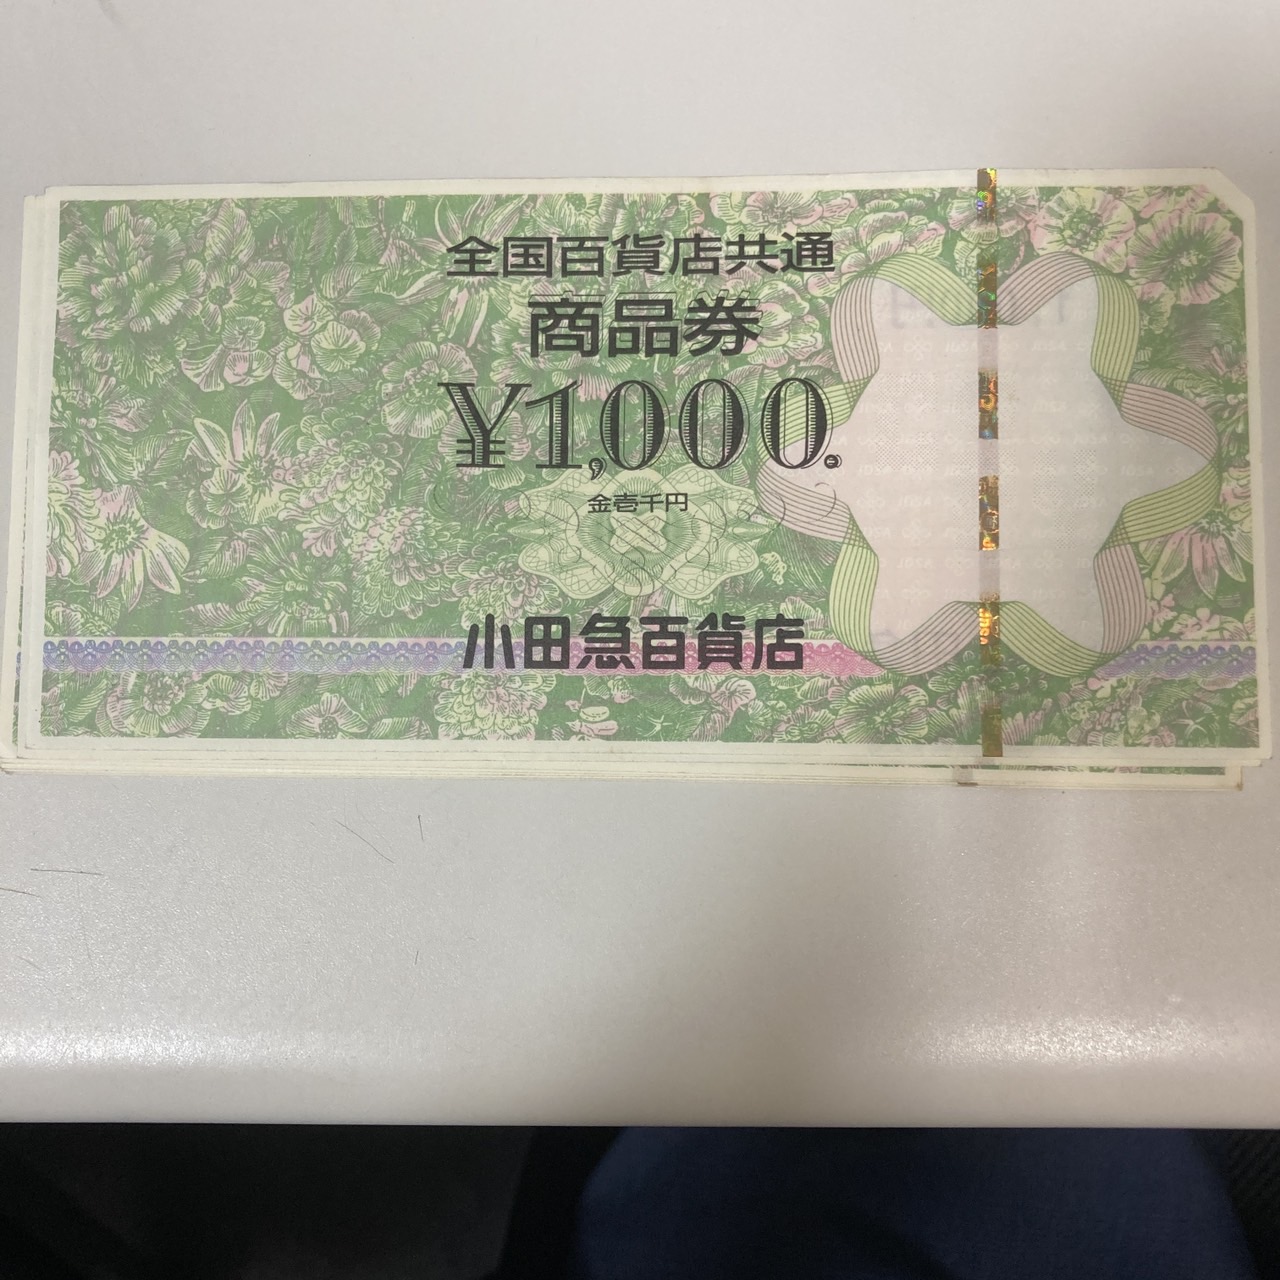 全国百貨店共通
商品券
¥1,000.
金壱千円
小田急百貨店